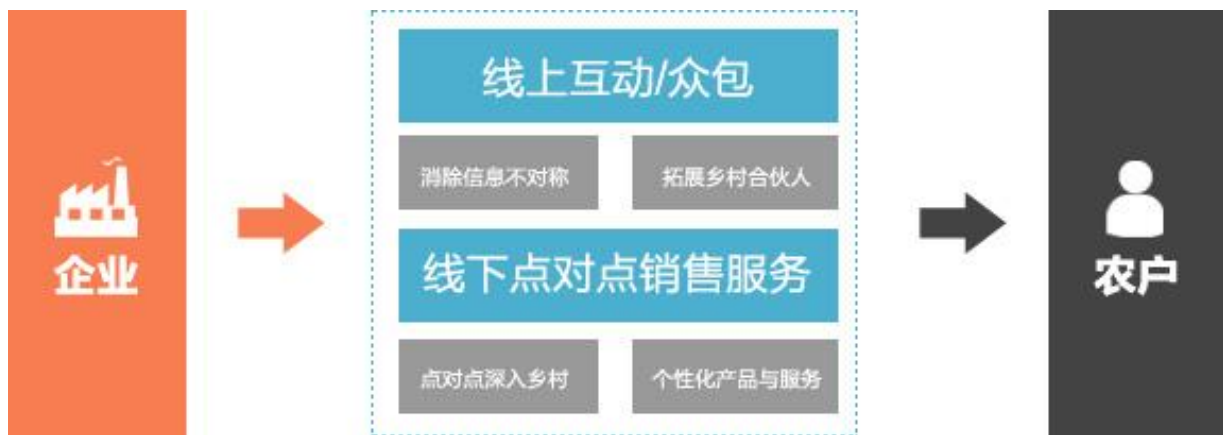 企业
线上互动/众包
消除信息不对称
拓展乡村合伙人
线下点对点销售服务
点对点深入乡村
个性化产品与服务
农户